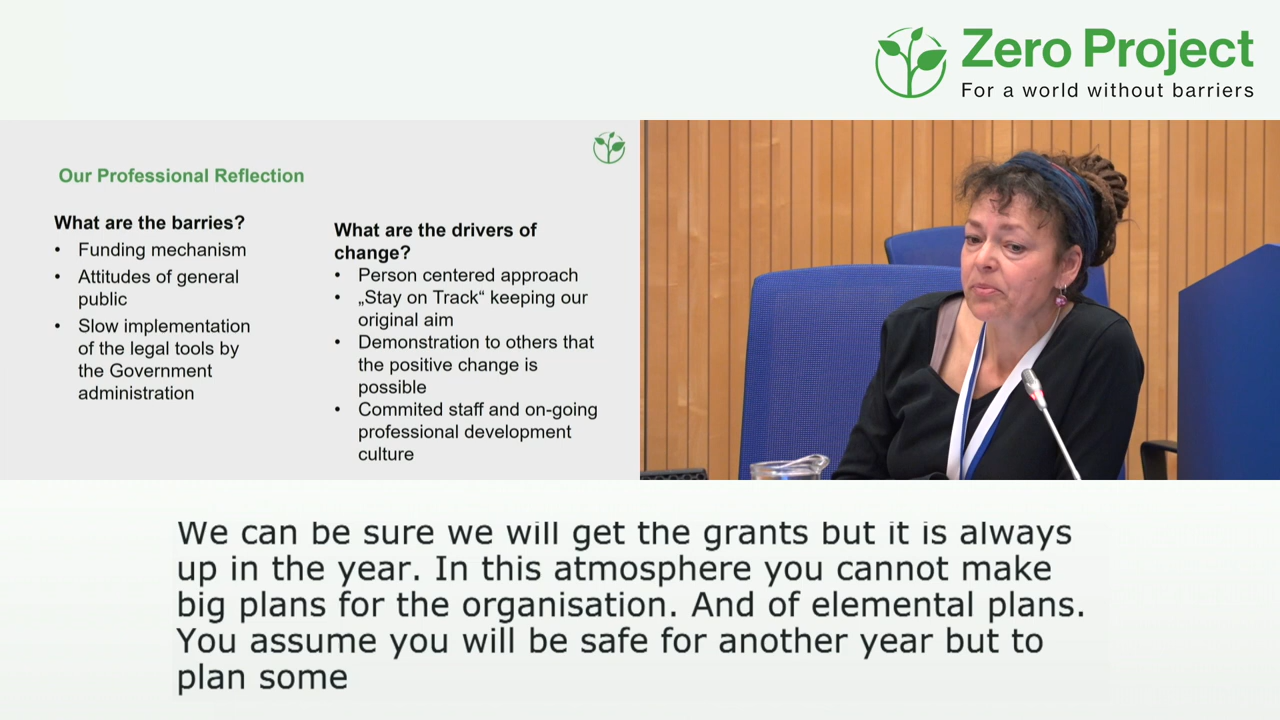 Zero Project
For a world without barriers
Our Professional Reflection
What are the barries?
• Funding mechanism
• Attitudes of general
public
• Slow implementation
of the legal tools by
the Government
administration
What are the drivers of
change?
• Person centered approach
• „Stay on Track“ keeping our
original aim
• Demonstration to others that
the positive change is
possible
• Commited staff and on-going
professional development
culture
We can be sure we will get the grants but it is always
up in the year. In this atmosphere you cannot make
big plans for the organisation. And of elemental plans.
You assume you will be safe for another year but to
plan some